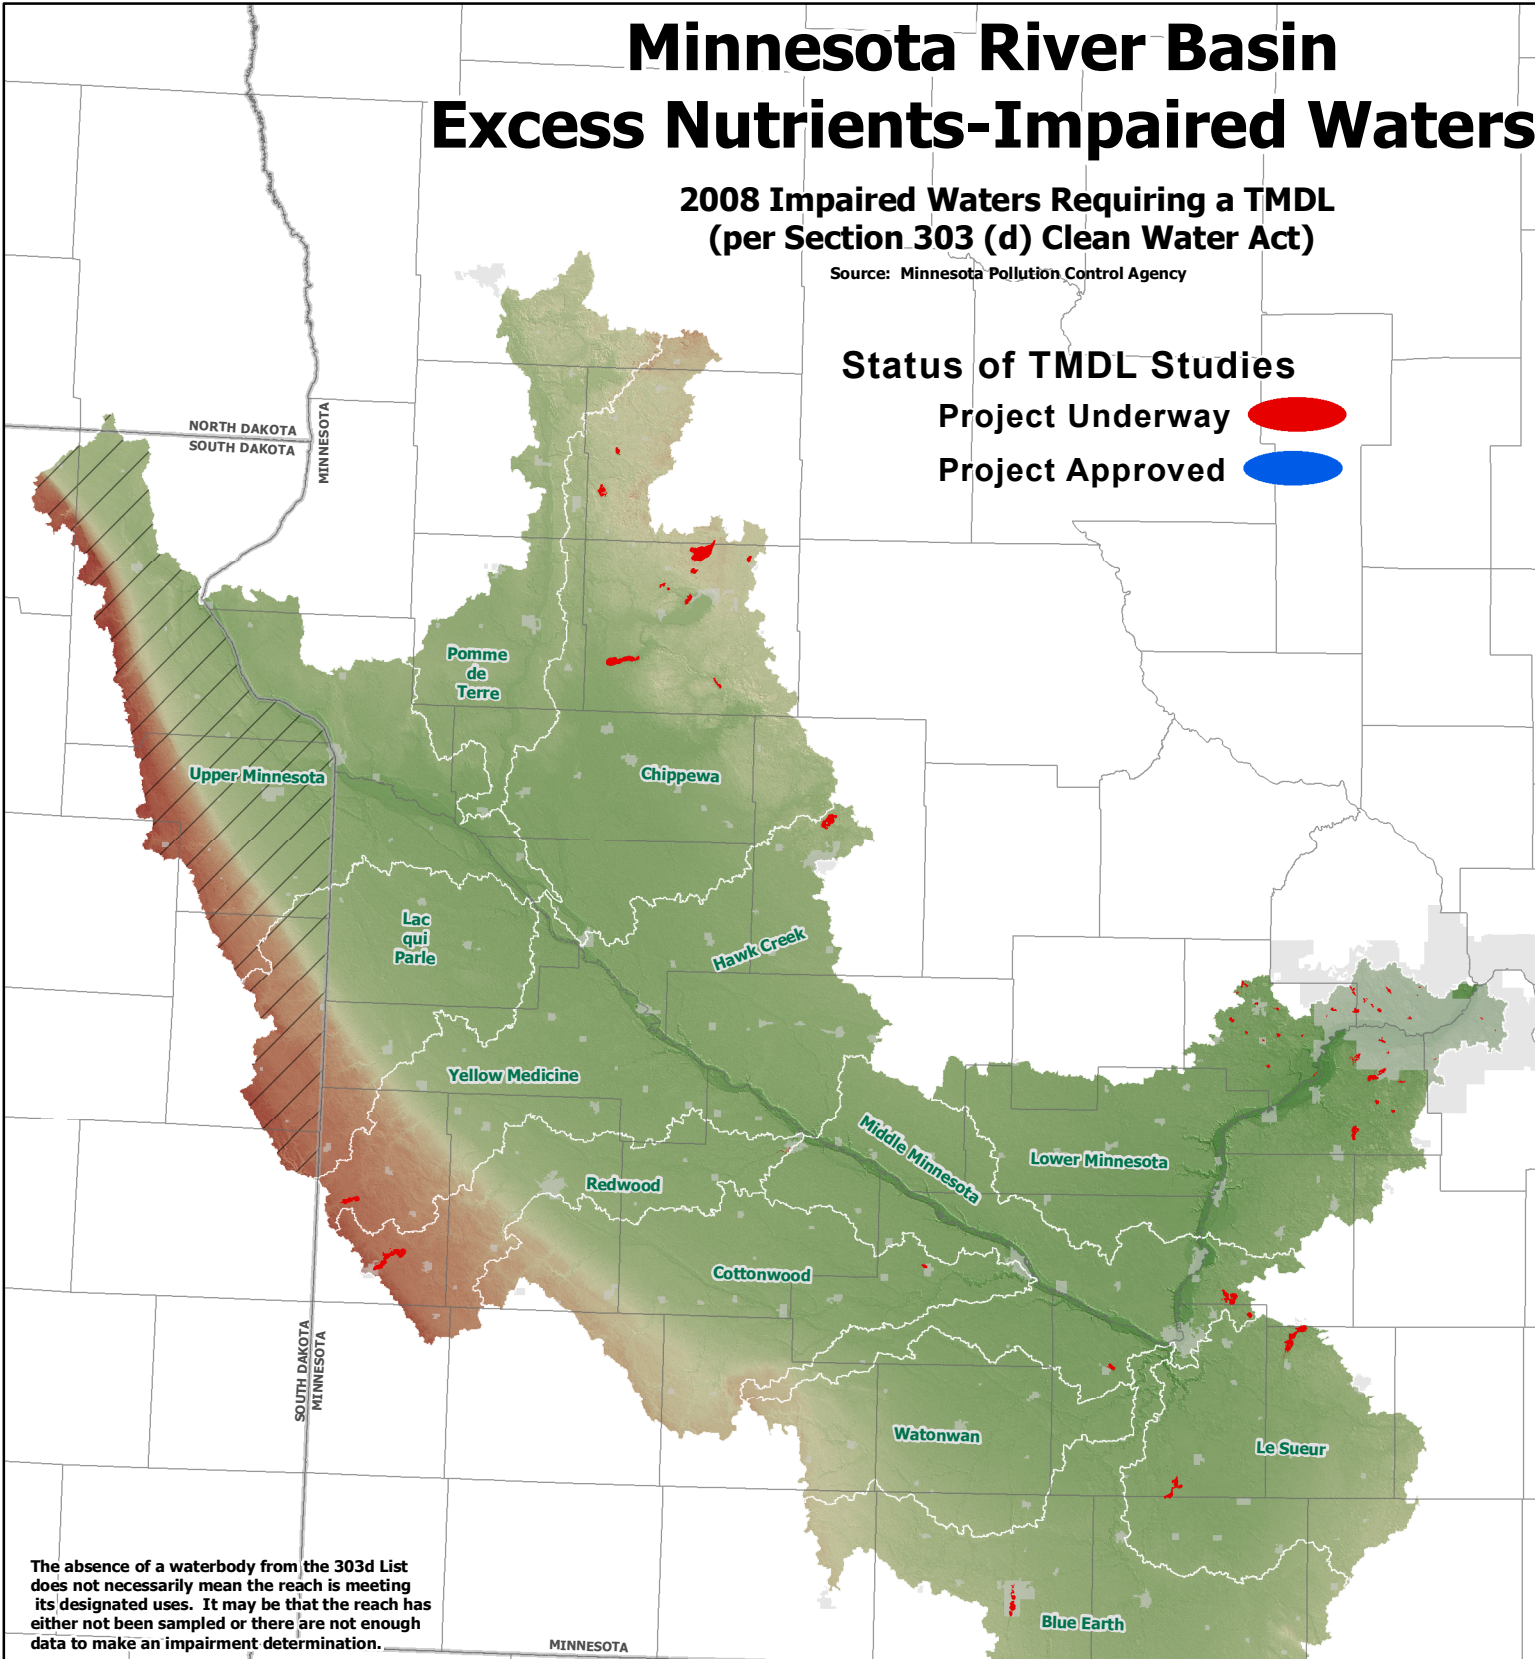 Minnesota River Basin
Excess Nutrients-Impaired Waters
2008 Impaired Waters Requiring a TMDL
(per Section 303 (d) Clean Water Act)
Source: Minnesota Pollution Control Agency
Status of TMDL Studies
Project Underway
Project Approved
NORTH DAKOTA
SOUTH DAKOTA
MINNESOTA
Pomme
de
Terre
Upper Minnesota
Chippewa
Lac
qui
Parle
Hawk Creek
Yellow Medicine
Middle Minnesota
Lower Minnesota
Redwood
Cottonwood
SOUTH DAKOTA
MINNESOTA
Watonwan
Le Sueur
Blue Earth
The absence of a waterbody from the 303d List
does not necessarily mean the reach is meeting
its designated uses. It may be that the reach has
either not been sampled or there are not enough
data to make an impairment determination.
MINNESOTA